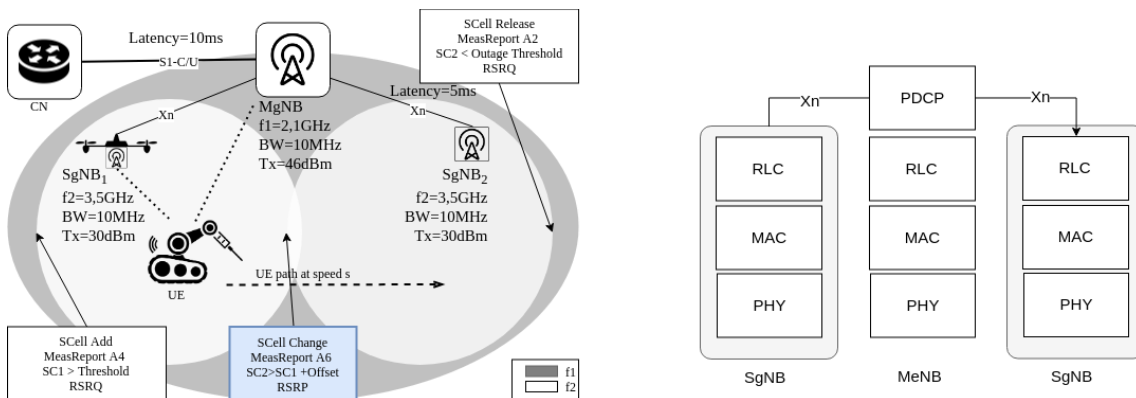 Latency=10ms
S1-C/U
CN
Xn
MgNB
f1=2,1GHz
BW=10MHz
Tx=46dBm
Latency=5ms
Xn
SCell Release
MeasReport A2
SC2 < Outage Threshold
RSRQ
SgNB1
f2=3,5GHz
BW=10MHz
Tx=30dBm
SgNB2
f2=3,5GHz
BW=10MHz
Tx=30dBm
UE
UE path at speed s
SCell Add
MeasReport A4
SC1 > Threshold
RSRQ
SCell Change
MeasReport A6
SC2>SC1 +Offset
RSRP
f1
f2
Xn
PDCP
Xn
RLC
RLC
RLC
MAC
MAC
MAC
PHY
PHY
PHY
SgNB
MeNB
SgNB